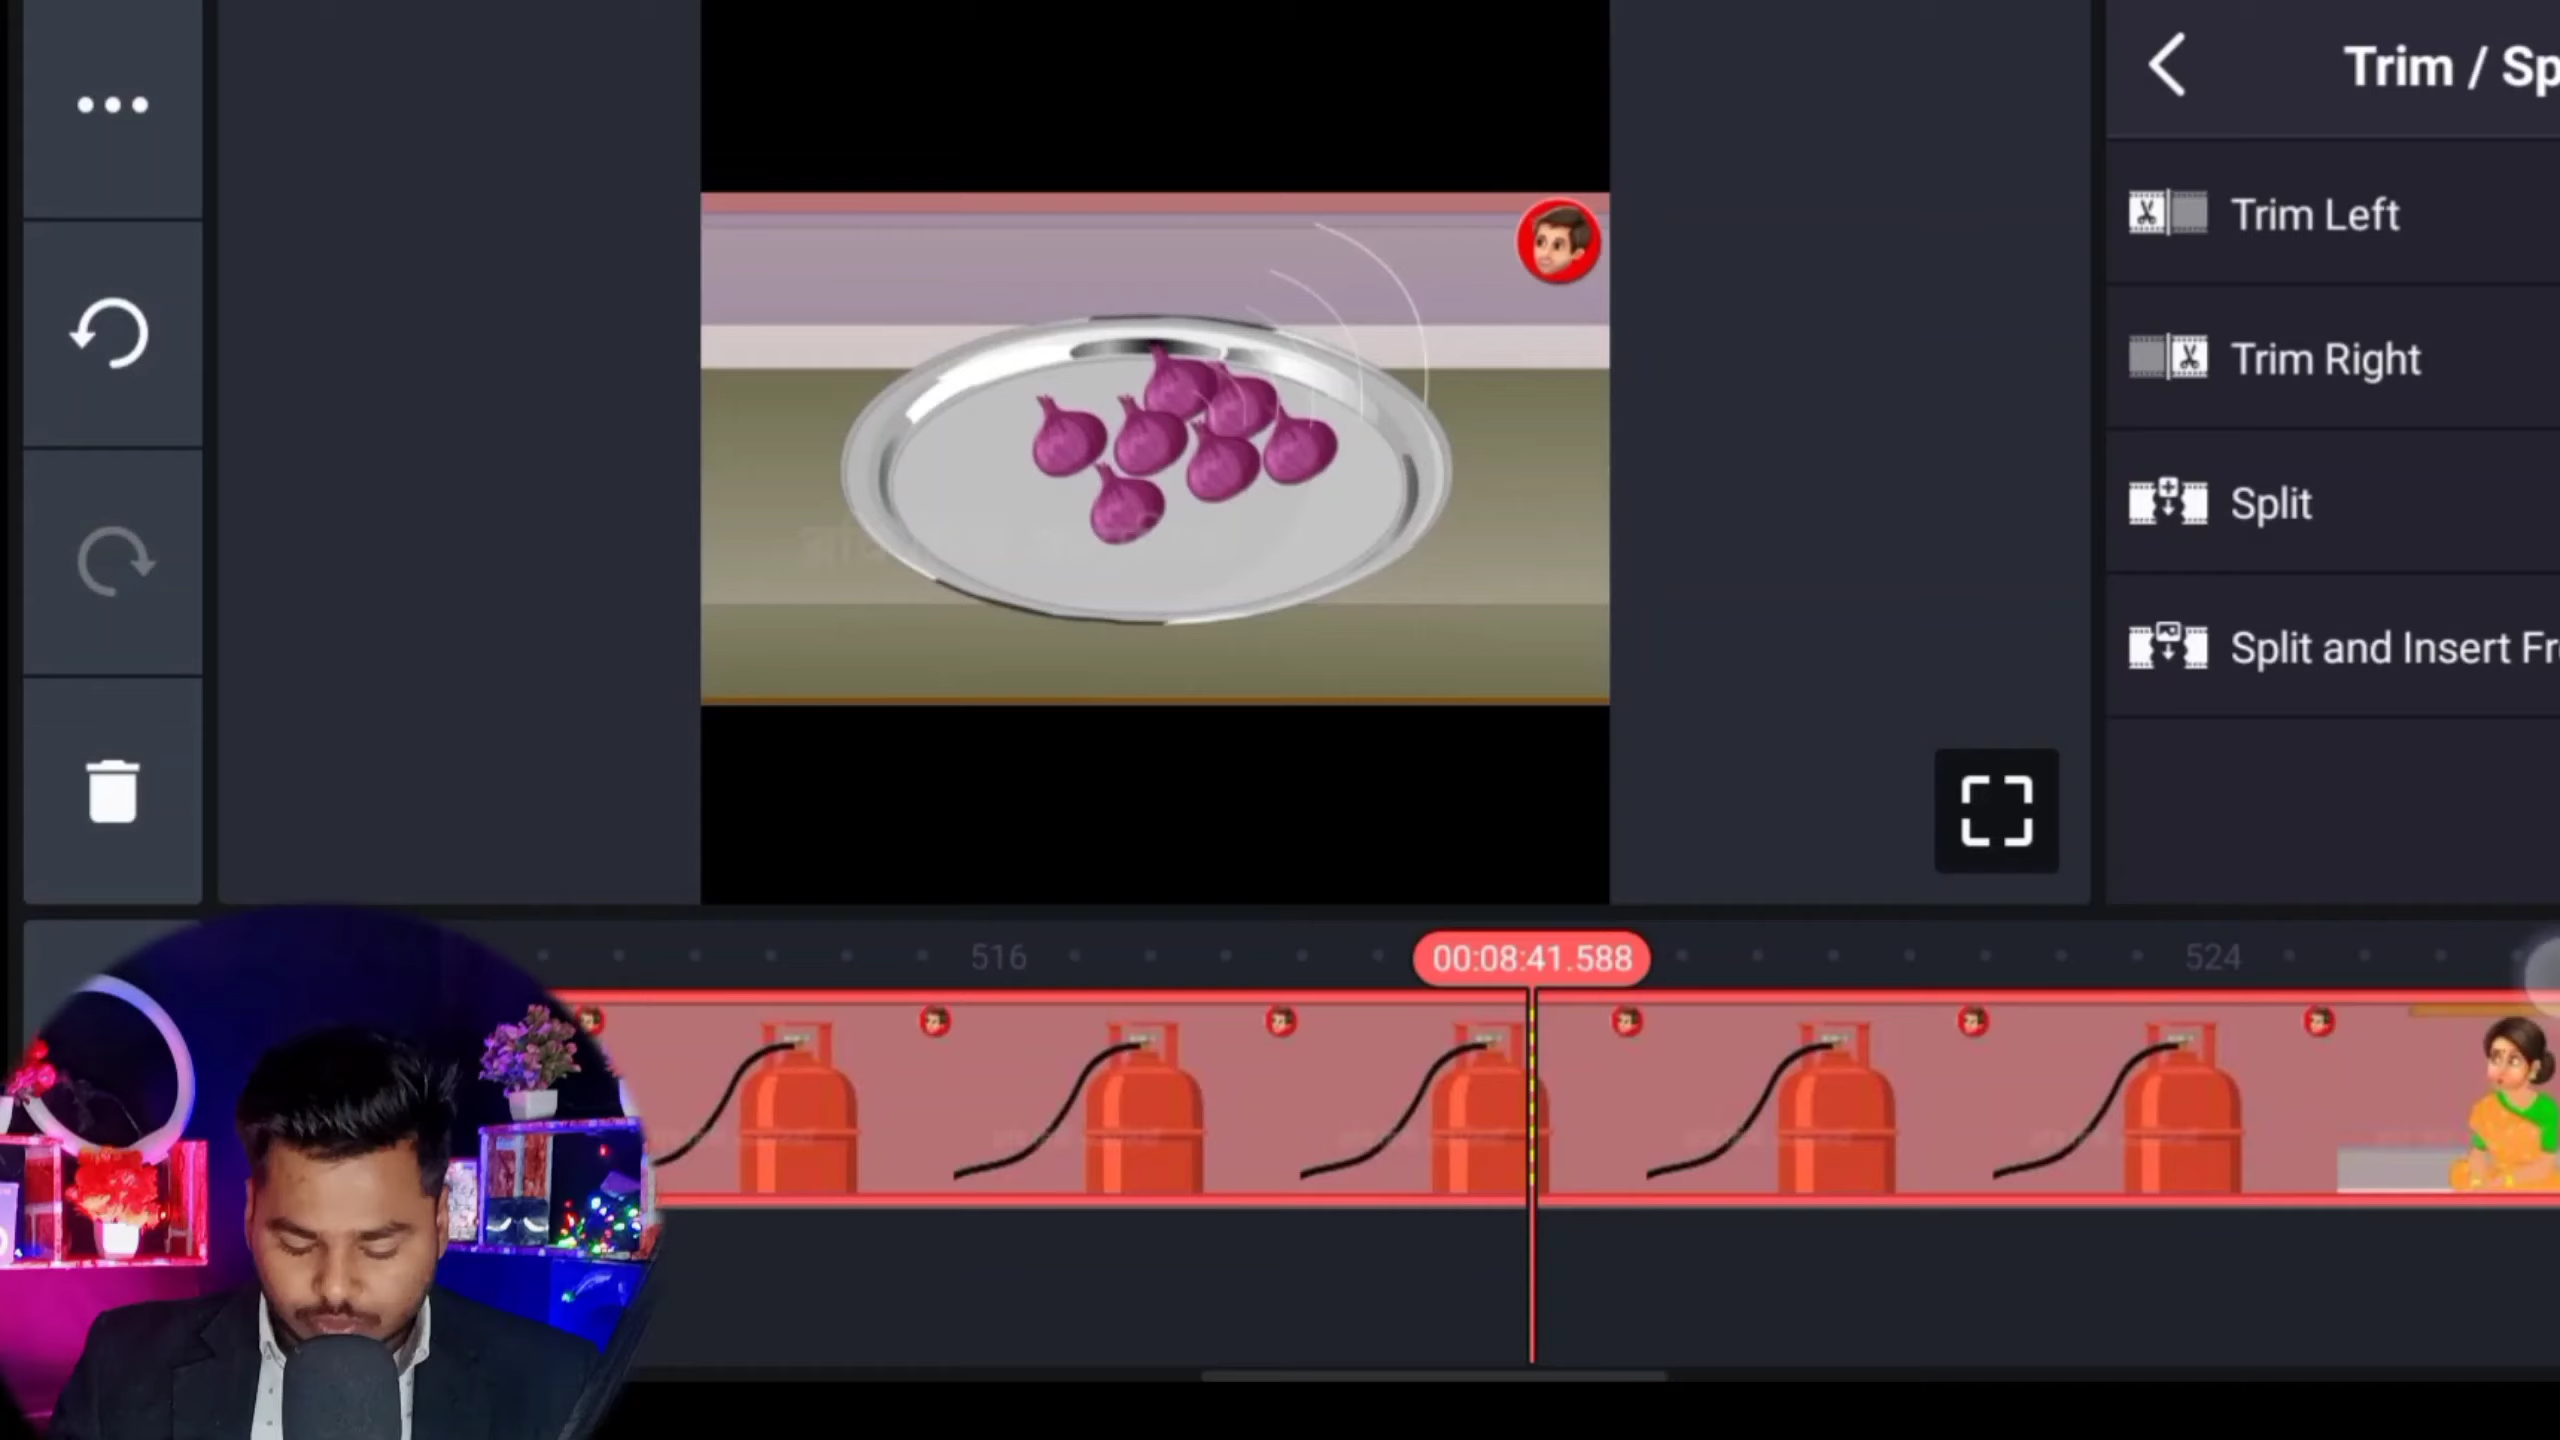 Trim / Sp
Trim Left
Trim Right
Split
Split and Insert Fr
516
00:08:41.588
524